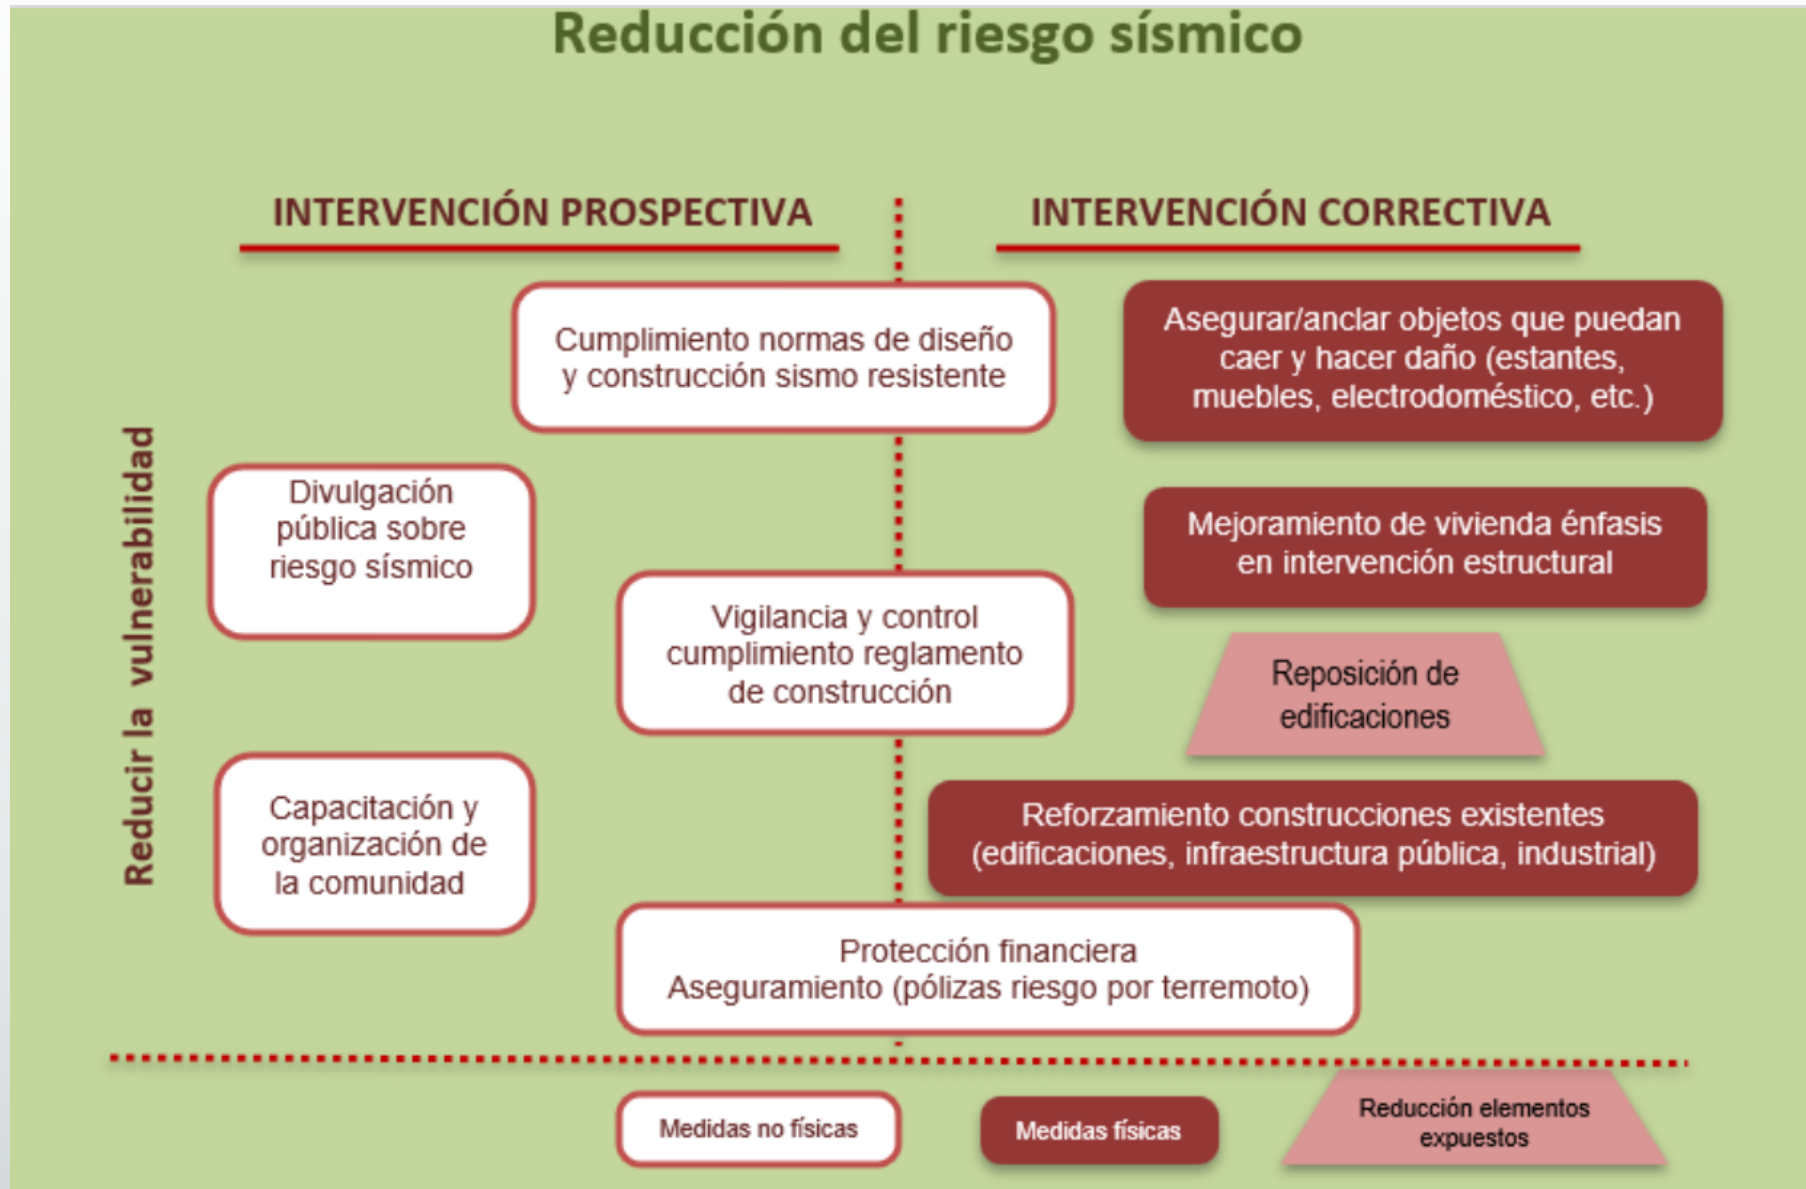 Reducción del riesgo sísmico
INTERVENCIÓN PROSPECTIVA
INTERVENCIÓN CORRECTIVA
Reducir la vulnerabilidad
Cumplimiento normas de diseño
y construcción sismo resistente
Asegurar/anclar objetos que puedan
caer y hacer daño (estantes,
muebles, electrodoméstico, etc.)
Divulgación
pública sobre
riesgo sísmico
Mejoramiento de vivienda énfasis
en intervención estructural
Vigilancia y control
cumplimiento reglamento
de construcción
Reposición de
edificaciones
Capacitación y
organización de
la comunidad
Reforzamiento construcciones existentes
(edificaciones, infraestructura pública, industrial)
Protección financiera
Aseguramiento (pólizas riesgo por terremoto)
Medidas no físicas
Medidas físicas
Reducción elementos
expuestos